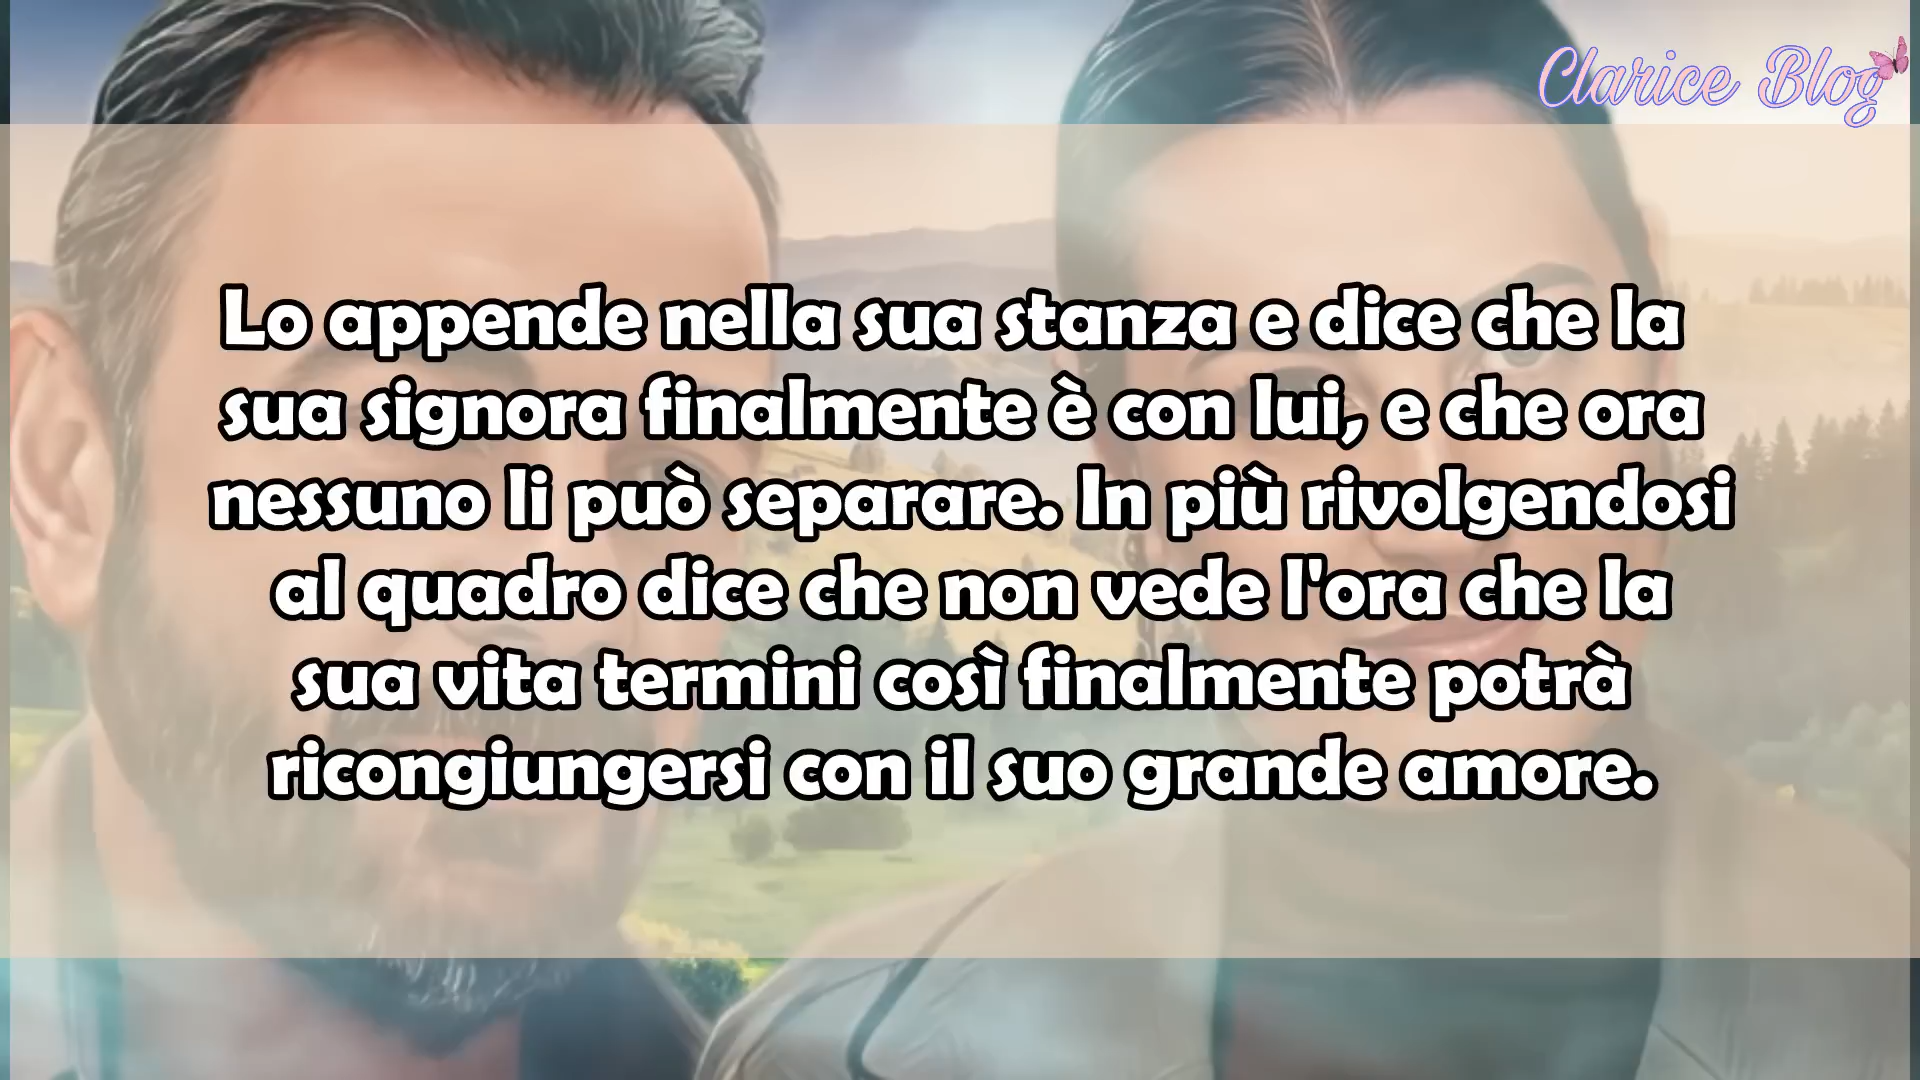 Clarice Blog
Lo appende nella sua stanza e dice che la
sua signora finalmente è con lui, e che ora
nessuno li può separare. In più rivolgendosi
al quadro dice che non vede l'ora che la
sua vita termini così finalmente potrà
ricongiungersi con il suo grande amore.